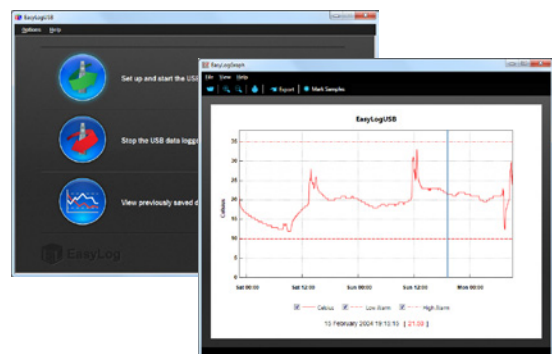 EasyLogUSB
Options Help
Set up and start the USB
Stop the USB data logg
View previously saved d
EasyLog
EasyLogGraph
File View Help
Export Mark Samples
EasyLogUSB
Celsius
35
30
25
20
15
10
5
0
Sat 00:00 Sat 12:00 Sun 00:00 Sun 12:00 Mon 00:00
Celsius Low Alarm High Alarm
15 February 2004 19:13:18 [ 21.50 ]